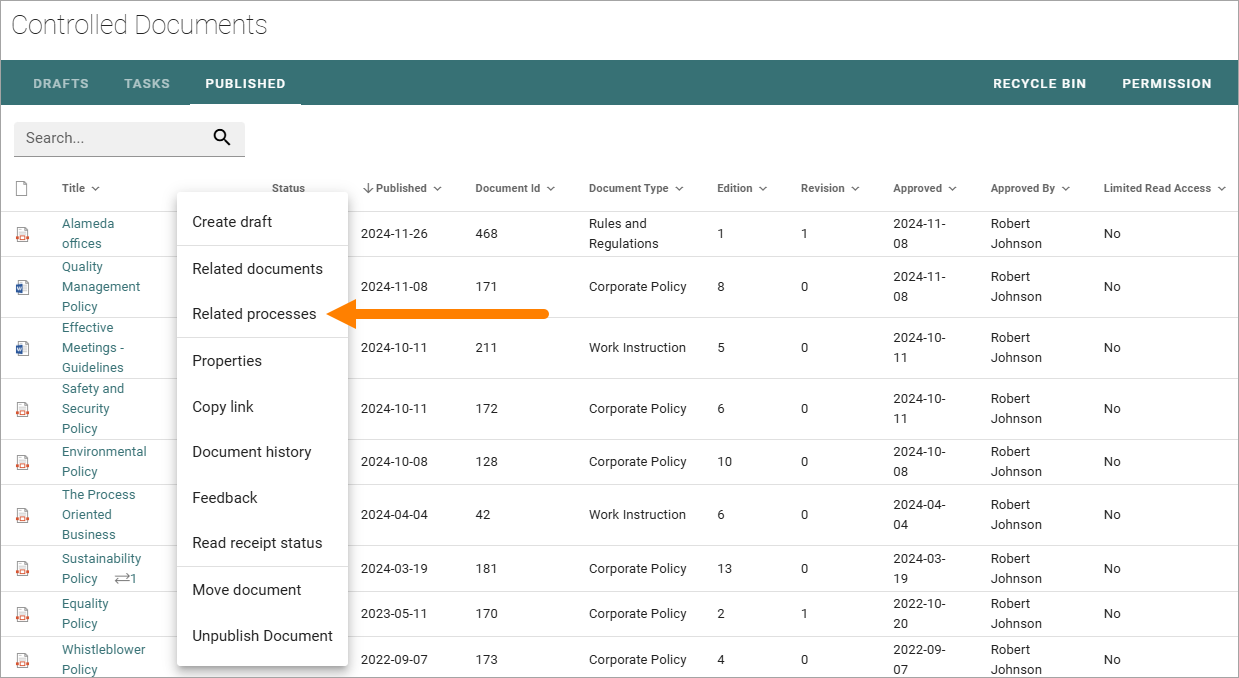 Controlled Documents
DRAFTS TASKS PUBLISHED RECYCLE BIN PERMISSION
Search...
Title Status Published Document Id Document Type Edition Revision Approved Approved By Limited Read Access
Alameda
offices
2024-11-26 468
Rules and
Regulations
1 1
2024-11-
08
Robert
Johnson
No
Quality
Management
Policy
2024-11-08 171 Corporate Policy 8 0
2024-11-
08
Robert
Johnson
No
Effective
Meetings -
Guidelines
2024-10-11 211 Work Instruction 5 0
2024-10-
11
Robert
Johnson
No
Safety and
Security
Policy
2024-10-11 172 Corporate Policy 6 0
2024-10-
11
Robert
Johnson
No
Environmental
Policy
2024-10-08 128 Corporate Policy 10 0
2024-10-
08
Robert
Johnson
No
The Process
Oriented
Business
2024-04-04 42 Work Instruction 6 0
2024-04-
04
Robert
Johnson
No
Sustainability
Policy 1
2024-03-19 181 Corporate Policy 13 0
2024-03-
19
Robert
Johnson
No
Equality
Policy
2023-05-11 170 Corporate Policy 2 1
2022-10-
20
Robert
Johnson
No
Whistleblower
Policy
2022-09-07 173 Corporate Policy 4 0
2022-09-
07
Robert
Johnson
No
Create draft
Related documents
Related processes
Properties
Copy link
Document history
Feedback
Read receipt status
Move document
Unpublish Document